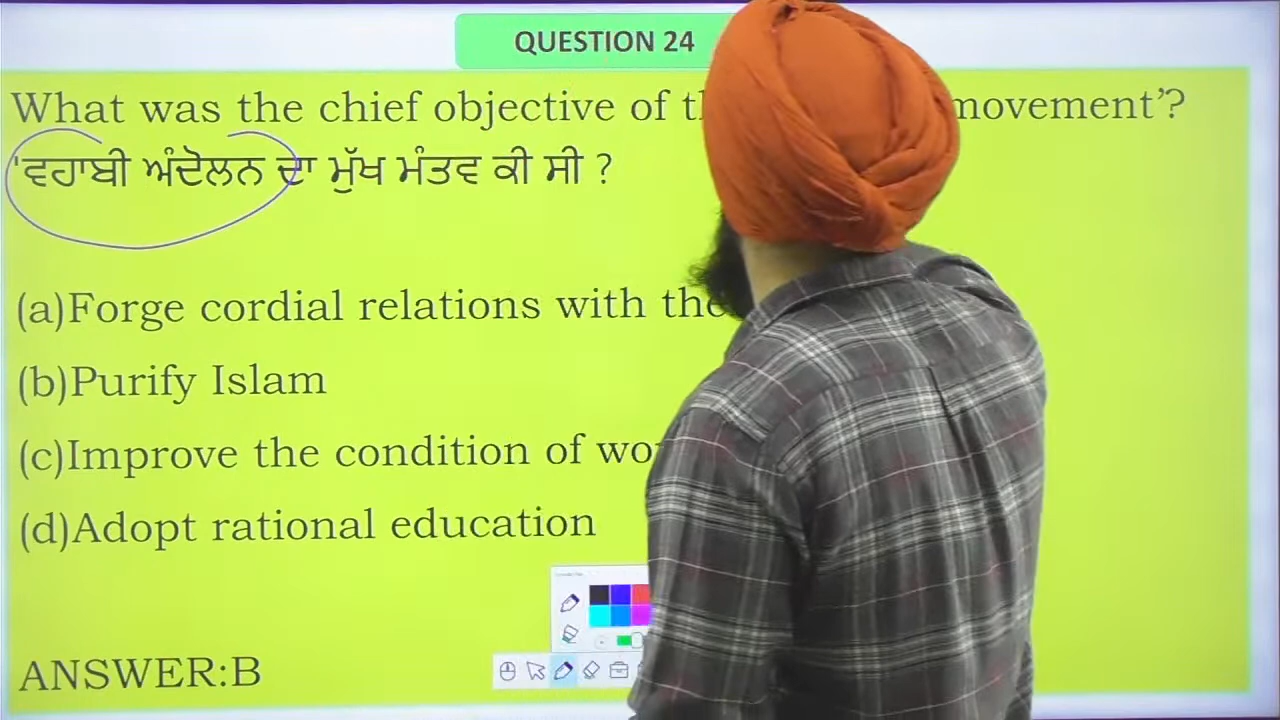 QUESTION 24
What was the chief objective of movement’?
'ਵਹਾਬੀ ਅੰਦੋਲਨ ਦਾ ਮੁੱਖ ਮੰਤਵ ਕੀ ਸੀ ?
(a)Forge cordial relations with the
(b)Purify Islam
(c)Improve the condition of
(d)Adopt rational education
ANSWER:B